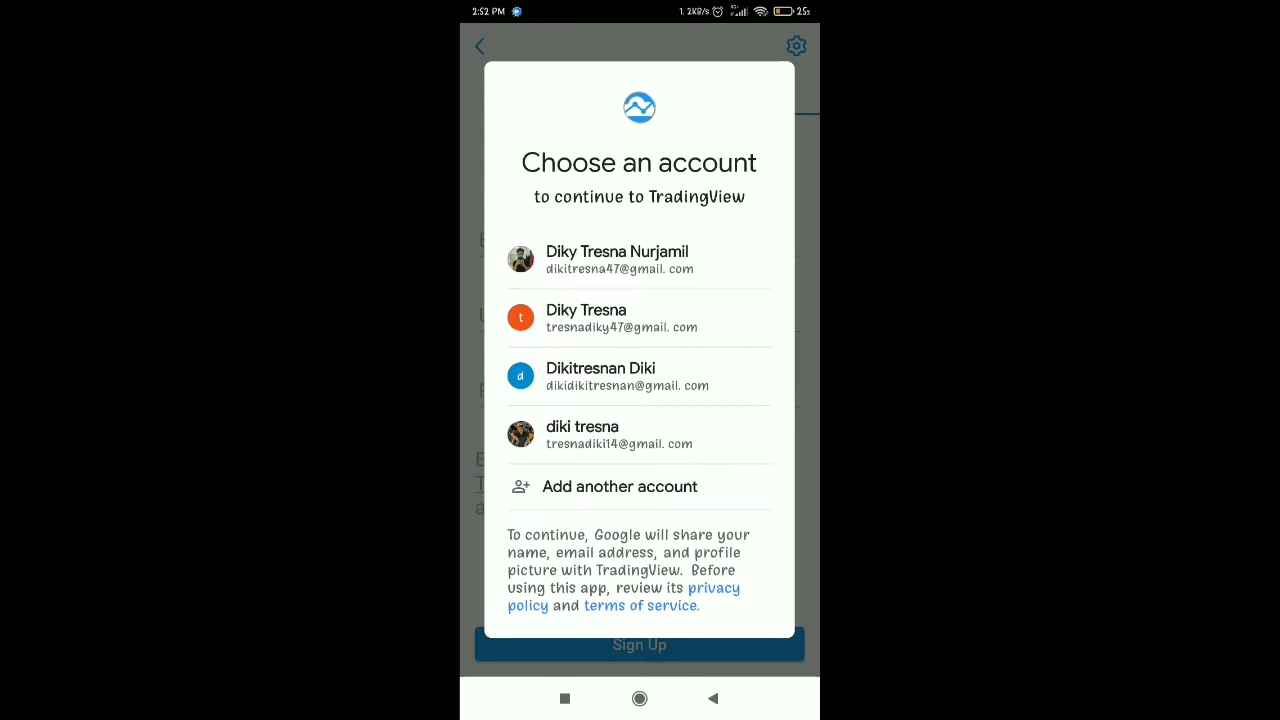 2:52 PM
1.2KB/s 25%
Choose an account
to continue to TradingView
Diky Tresna Nurjamil
dikitresna47@gmail.com
t
Diky Tresna
tresnadiky47@gmail.com
d
Dikitresnan Diki
dikidikitresnan@gmail.com
diki tresna
tresnadiki14@gmail.com
Add another account
To continue, Google will share your
name, email address, and profile
picture with TradingView. Before
using this app, review its privacy
policy and terms of service.
Sign Up